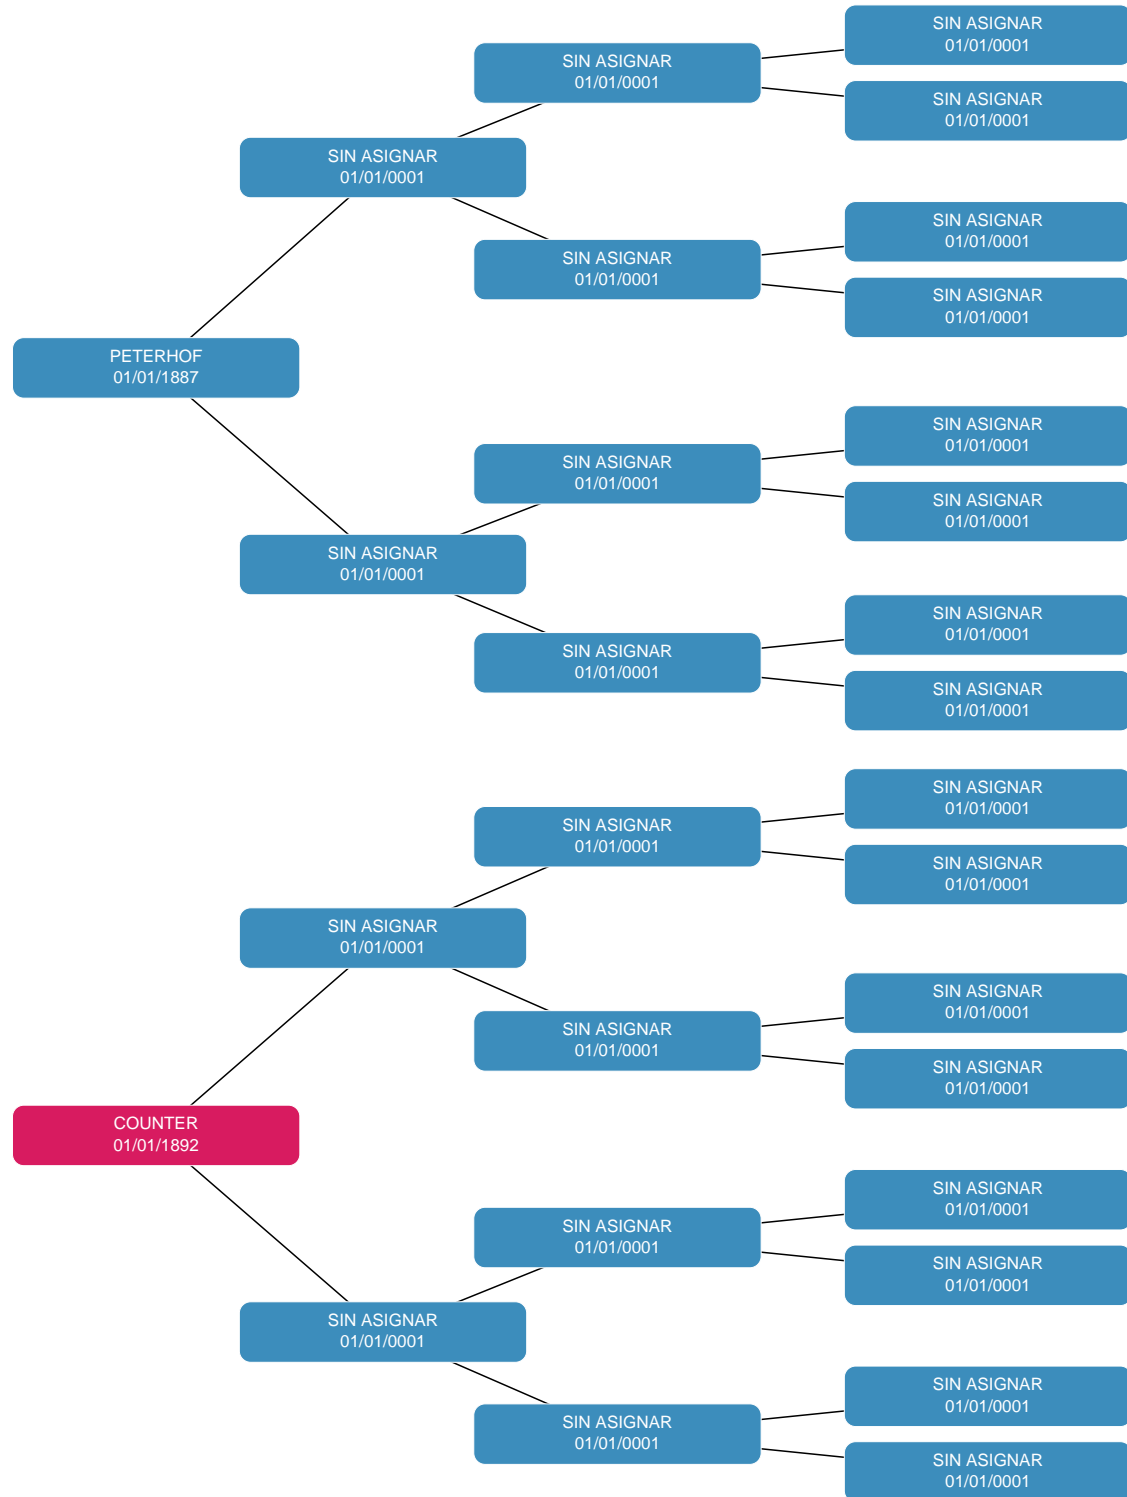 SIN ASIGNAR
01/01/0001
SIN ASIGNAR
01/01/0001
SIN ASIGNAR
01/01/0001
SIN ASIGNAR
01/01/0001
SIN ASIGNAR
01/01/0001
SIN ASIGNAR
01/01/0001
SIN ASIGNAR
01/01/0001
PETERHOF
01/01/1887
SIN ASIGNAR
01/01/0001
SIN ASIGNAR
01/01/0001
SIN ASIGNAR
01/01/0001
SIN ASIGNAR
01/01/0001
SIN ASIGNAR
01/01/0001
SIN ASIGNAR
01/01/0001
SIN ASIGNAR
01/01/0001
SIN ASIGNAR
01/01/0001
SIN ASIGNAR
01/01/0001
SIN ASIGNAR
01/01/0001
SIN ASIGNAR
01/01/0001
SIN ASIGNAR
01/01/0001
SIN ASIGNAR
01/01/0001
SIN ASIGNAR
01/01/0001
COUNTER
01/01/1892
SIN ASIGNAR
01/01/0001
SIN ASIGNAR
01/01/0001
SIN ASIGNAR
01/01/0001
SIN ASIGNAR
01/01/0001
SIN ASIGNAR
01/01/0001
SIN ASIGNAR
01/01/0001
SIN ASIGNAR
01/01/0001